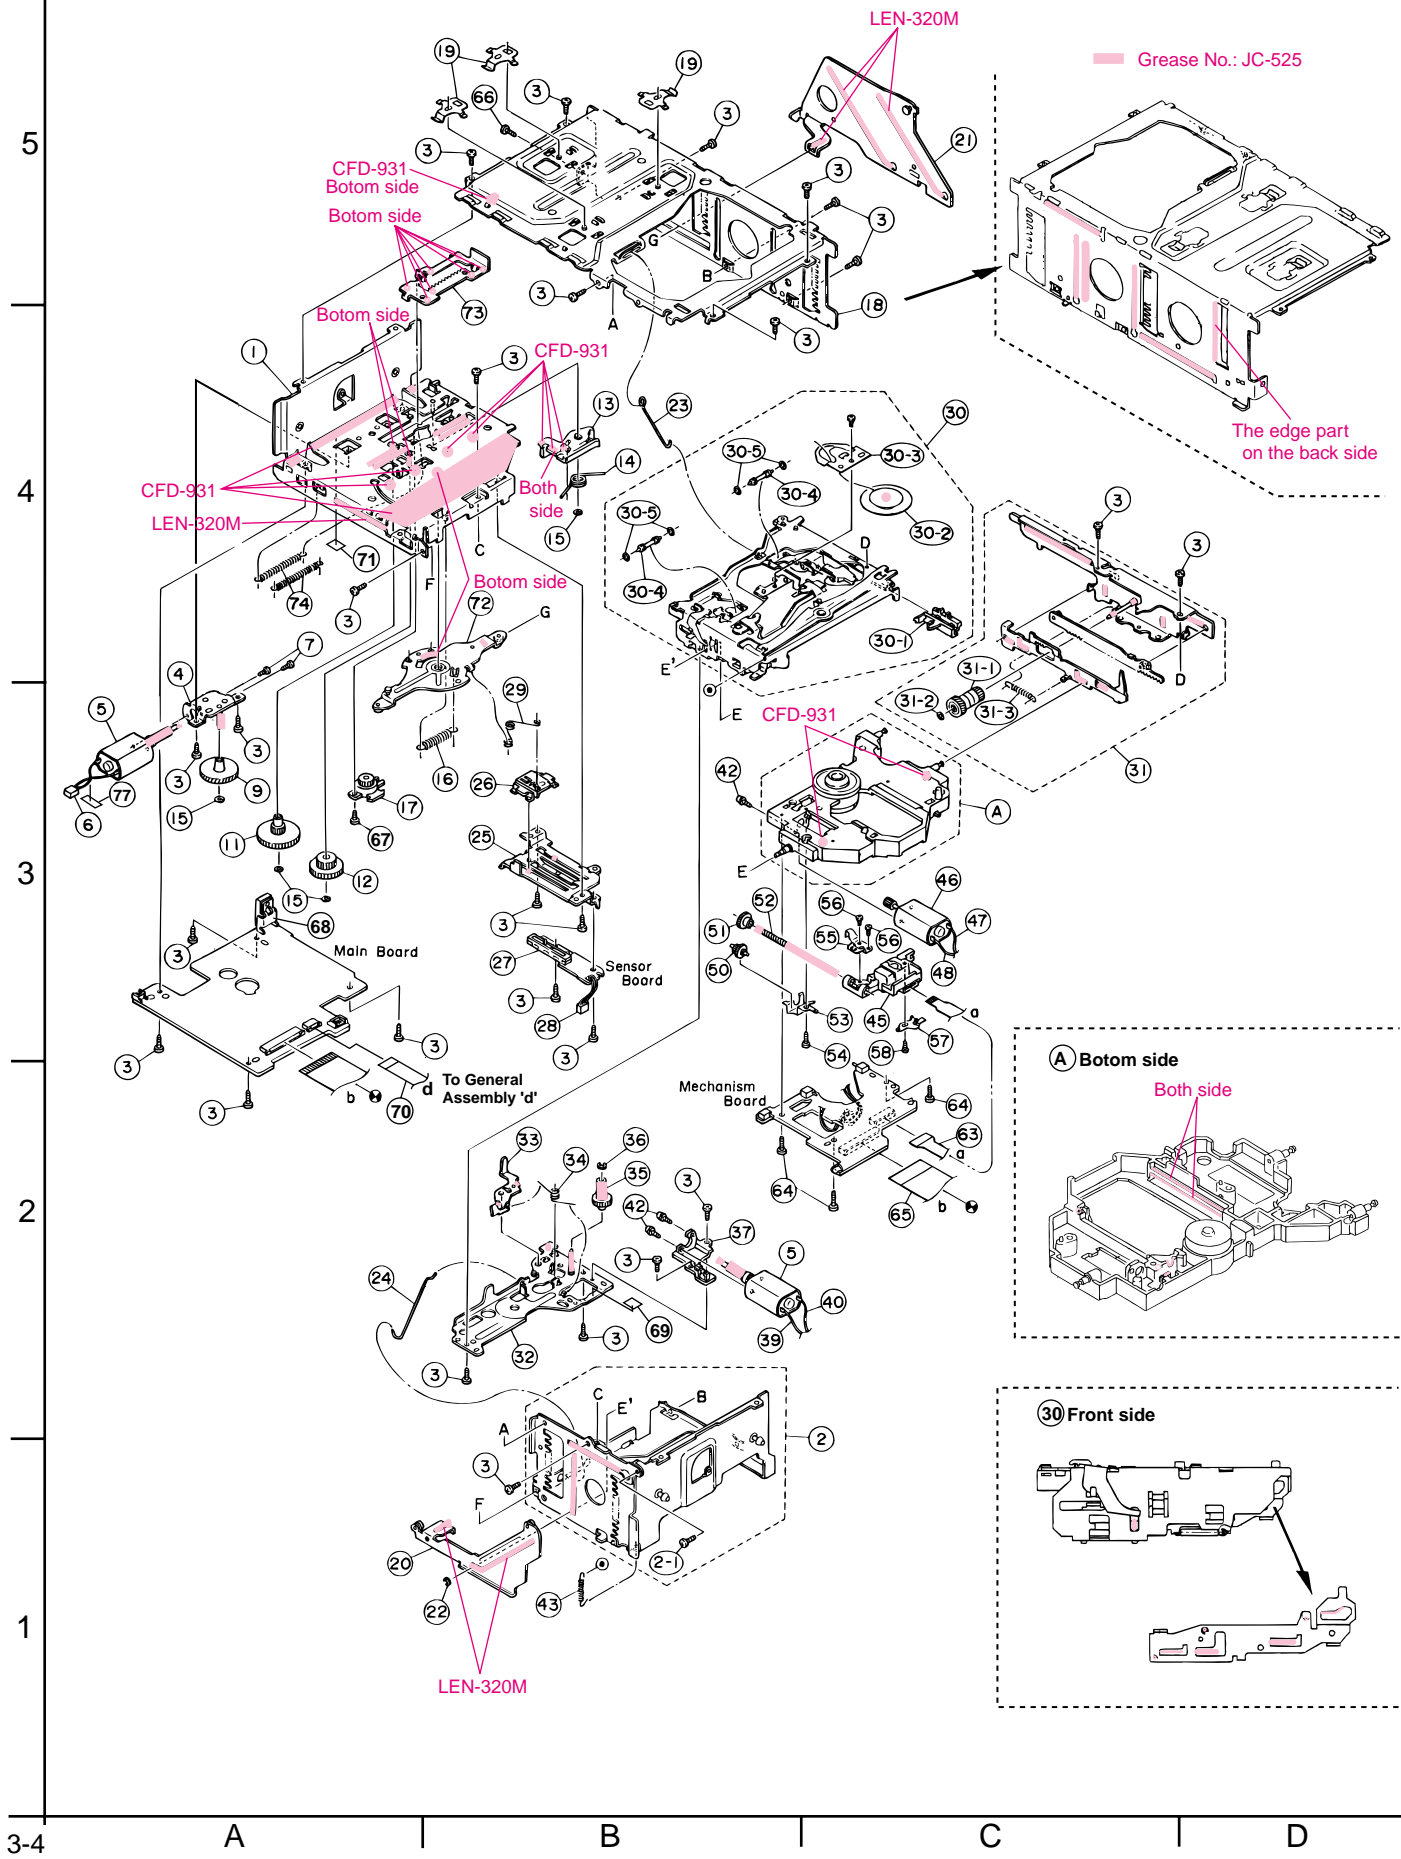 LEN-320M
Grease No.: JC-525
19
19
66
3
3
3
21
5
CFD-931
Botom side
3
3
Botom side
G
B
3
3
73
A
18
Botom side
3
1
3
CFD-931
13
23
30
30-5
30-3
The edge part
on the back side
14
30-4
4
CFD-931
Both
side
30-5
30-2
3
LEN-320M
15
3
C
D
71
F
Botom side
74
3
72
30-4
G
30-1
7
E'
4
31-1
29
D
5
E
31-2
31-3
CFD-931
3
3
16
31
9
26
42
77
17
A
6
15
11
67
25
3
12
E
46
52
56
47
15
3
51
55
56
68
27
48
3
Main Board
50
Sensor
Board
3
a
28
53
45
57
3
3
3
54
58
A Botom side
d
To General
Assembly 'd'
Mechanism
Board
Both side
3
b
70
64
33
36
63
34
a
35
3
64
2
42
65
b
37
3
5
24
40
69
39
3
32
3
C
B
30 Front side
E'
A
2
3
F
20
2-1
22
43
1
LEN-320M
3-4
A
B
C
D